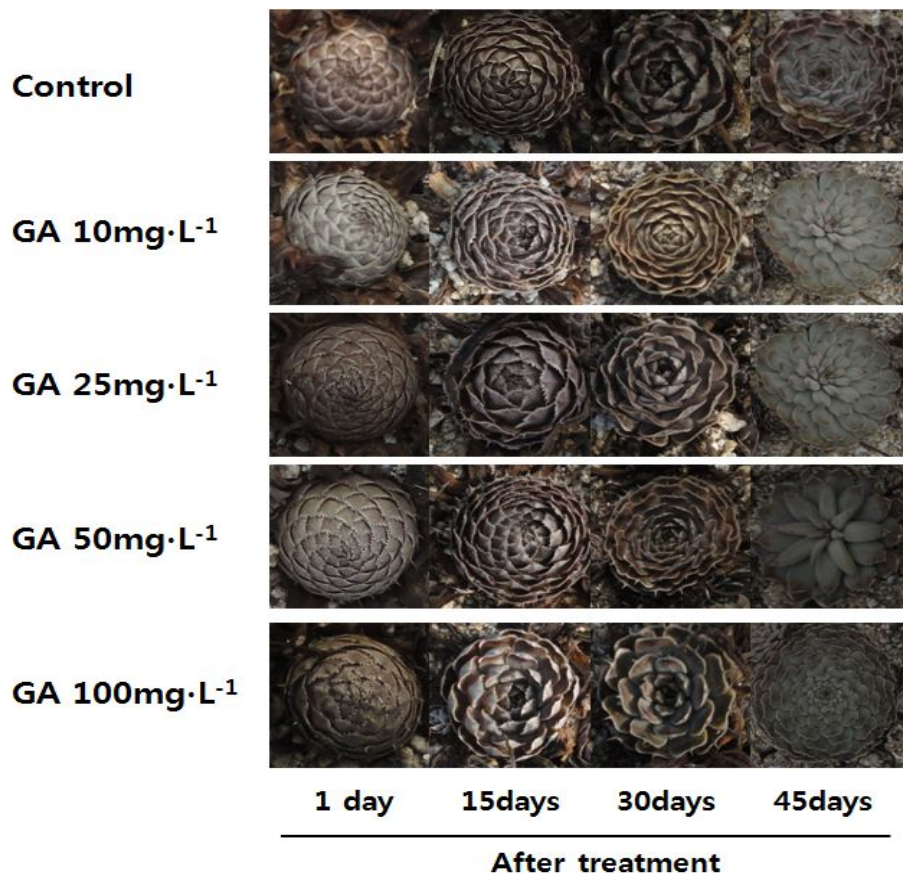 Control
GA 10mg·L⁻¹
GA 25mg·L⁻¹
GA 50mg·L⁻¹
GA 100mg·L⁻¹
1 day 15days 30days 45days
After treatment